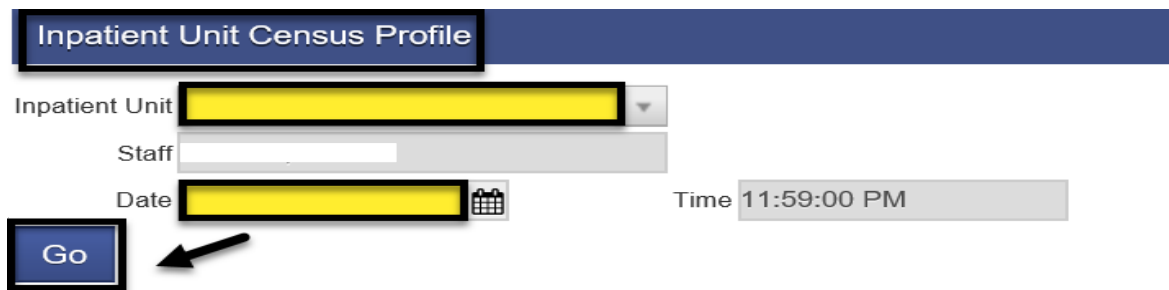 Inpatient Unit Census Profile
Inpatient Unit
Staff
Date
Time 11:59:00 PM
Go